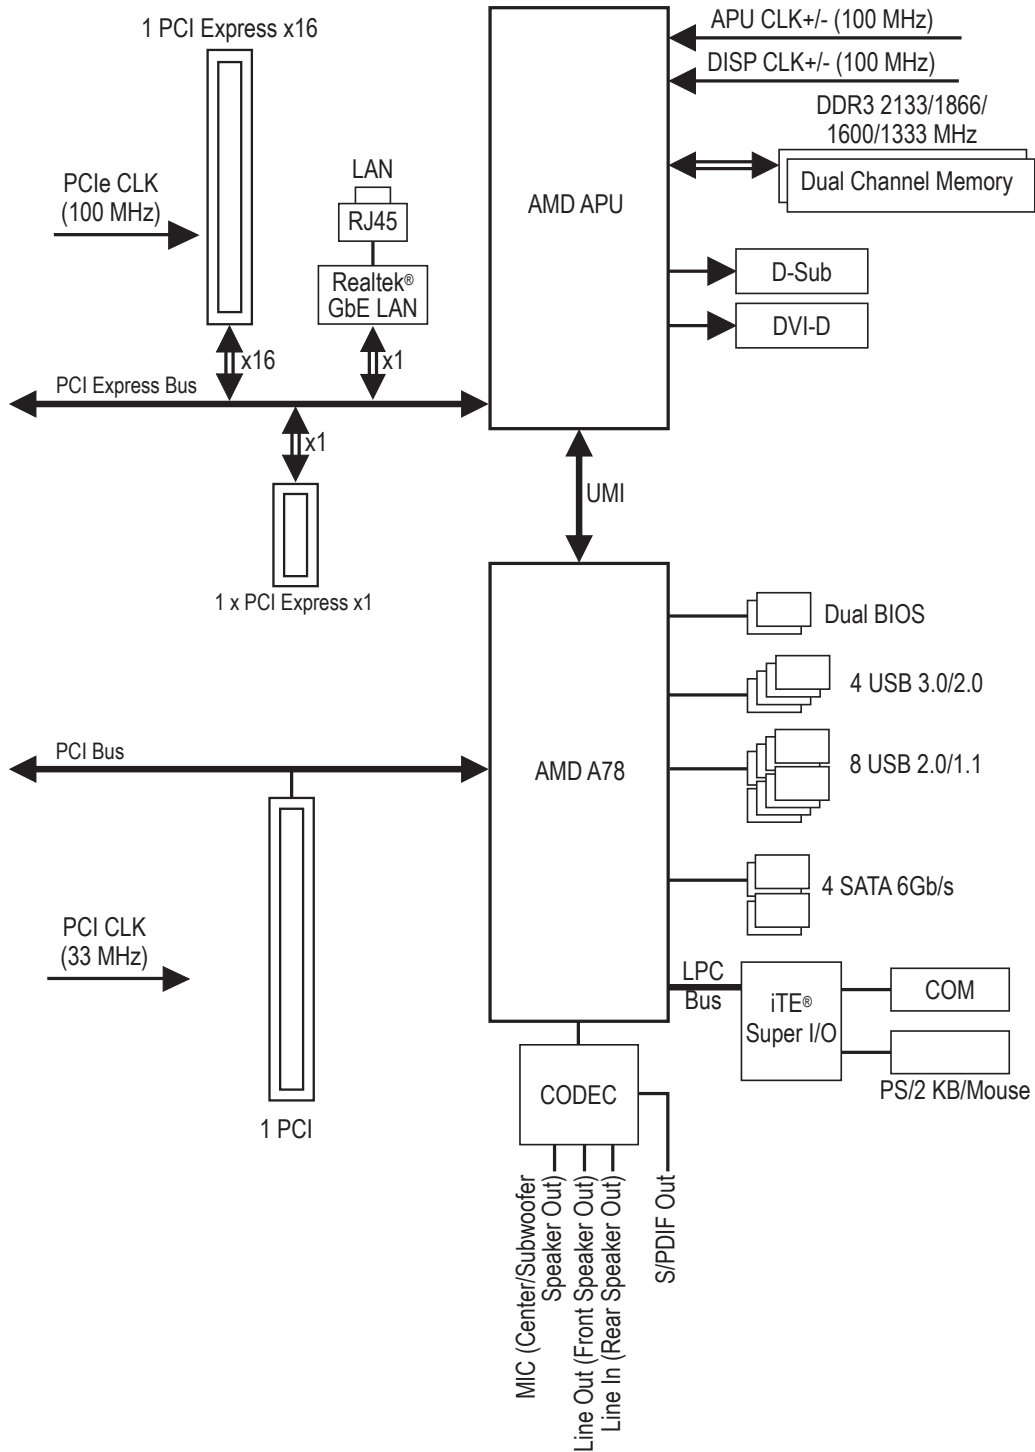 1 PCI Express x16
APU CLK+/- (100 MHz)
DISP CLK+/- (100 MHz)
DDR3 2133/1866/
1600/1333 MHz
Dual Channel Memory
PCIe CLK
(100 MHz)
LAN
RJ45
Realtek®
GbE LAN
AMD APU
D-Sub
DVI-D
x16
x1
PCI Express Bus
x1
1 x PCI Express x1
UMI
Dual BIOS
4 USB 3.0/2.0
8 USB 2.0/1.1
PCI Bus
AMD A78
4 SATA 6Gb/s
PCI CLK
(33 MHz)
LPC
Bus
iTE®
Super I/O
COM
PS/2 KB/Mouse
CODEC
1 PCI
MIC (Center/Subwoofer
Speaker Out)
Line Out (Front Speaker Out)
Line In (Rear Speaker Out)
S/PDIF Out